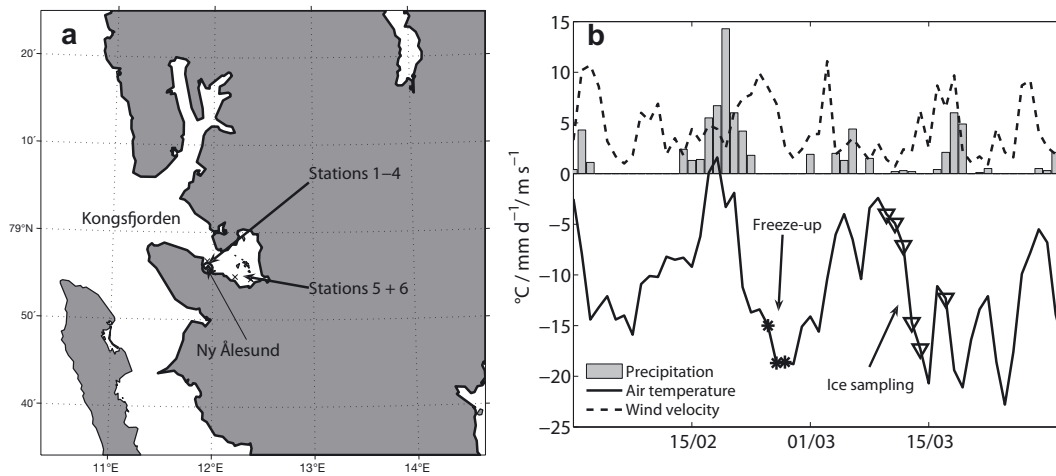 a
20´
10´
79°N
50´
40´
11°E
12°E
13°E
14°E
Kongsfjorden
Stations 1–4
Stations 5 + 6
Ny Ålesund
b
15
10
5
0
−5
−10
−15
−20
−25
°C / mm d⁻¹/ m s⁻¹
Freeze-up
Ice sampling
Precipitation
Air temperature
Wind velocity
15/02
01/03
15/03